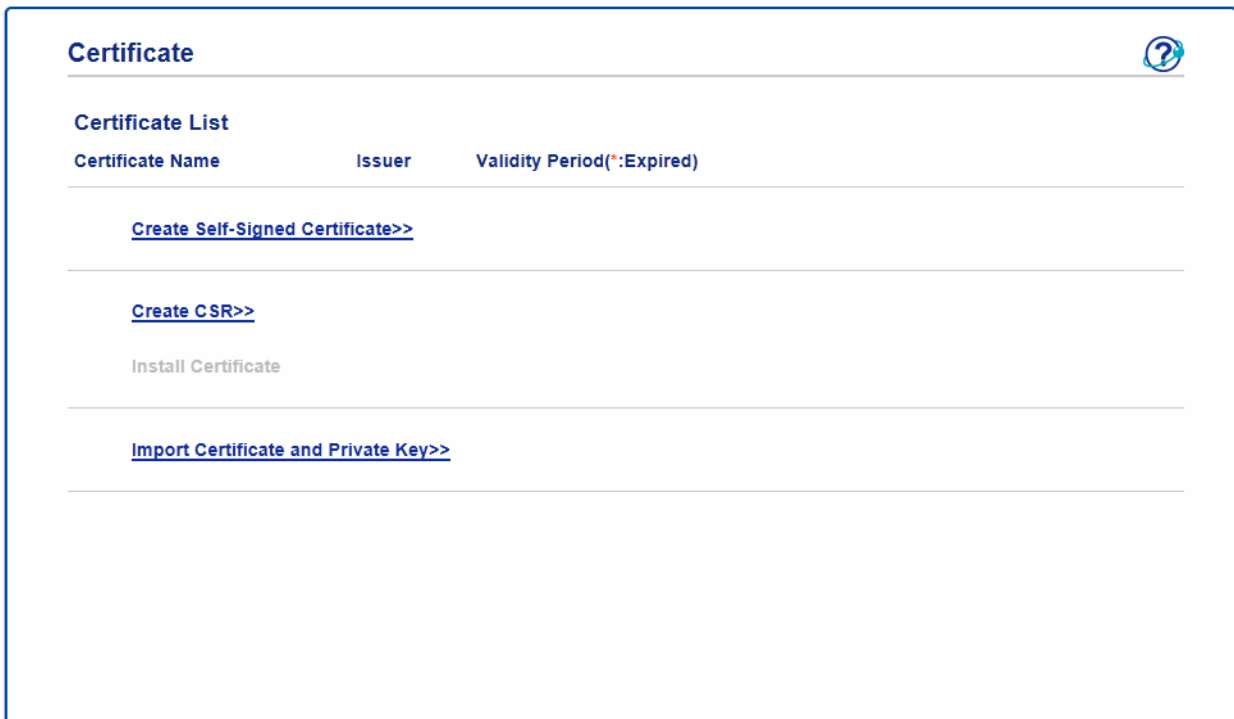 Certificate
?
Certificate List
Certificate Name Issuer Validity Period(*:Expired)
Create Self-Signed Certificate>>
Create CSR>>
Install Certificate
Import Certificate and Private Key>>